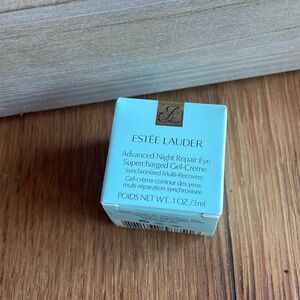 ESTĒE LAUDER
Advanced Night Repair Eye
Supercharged Gel-Creme
Synchronized Multi-Recovery
Gel-crème contour des yeux
multi-réparation synchronisée
POIDS NET WT. .1 OZ./3ml